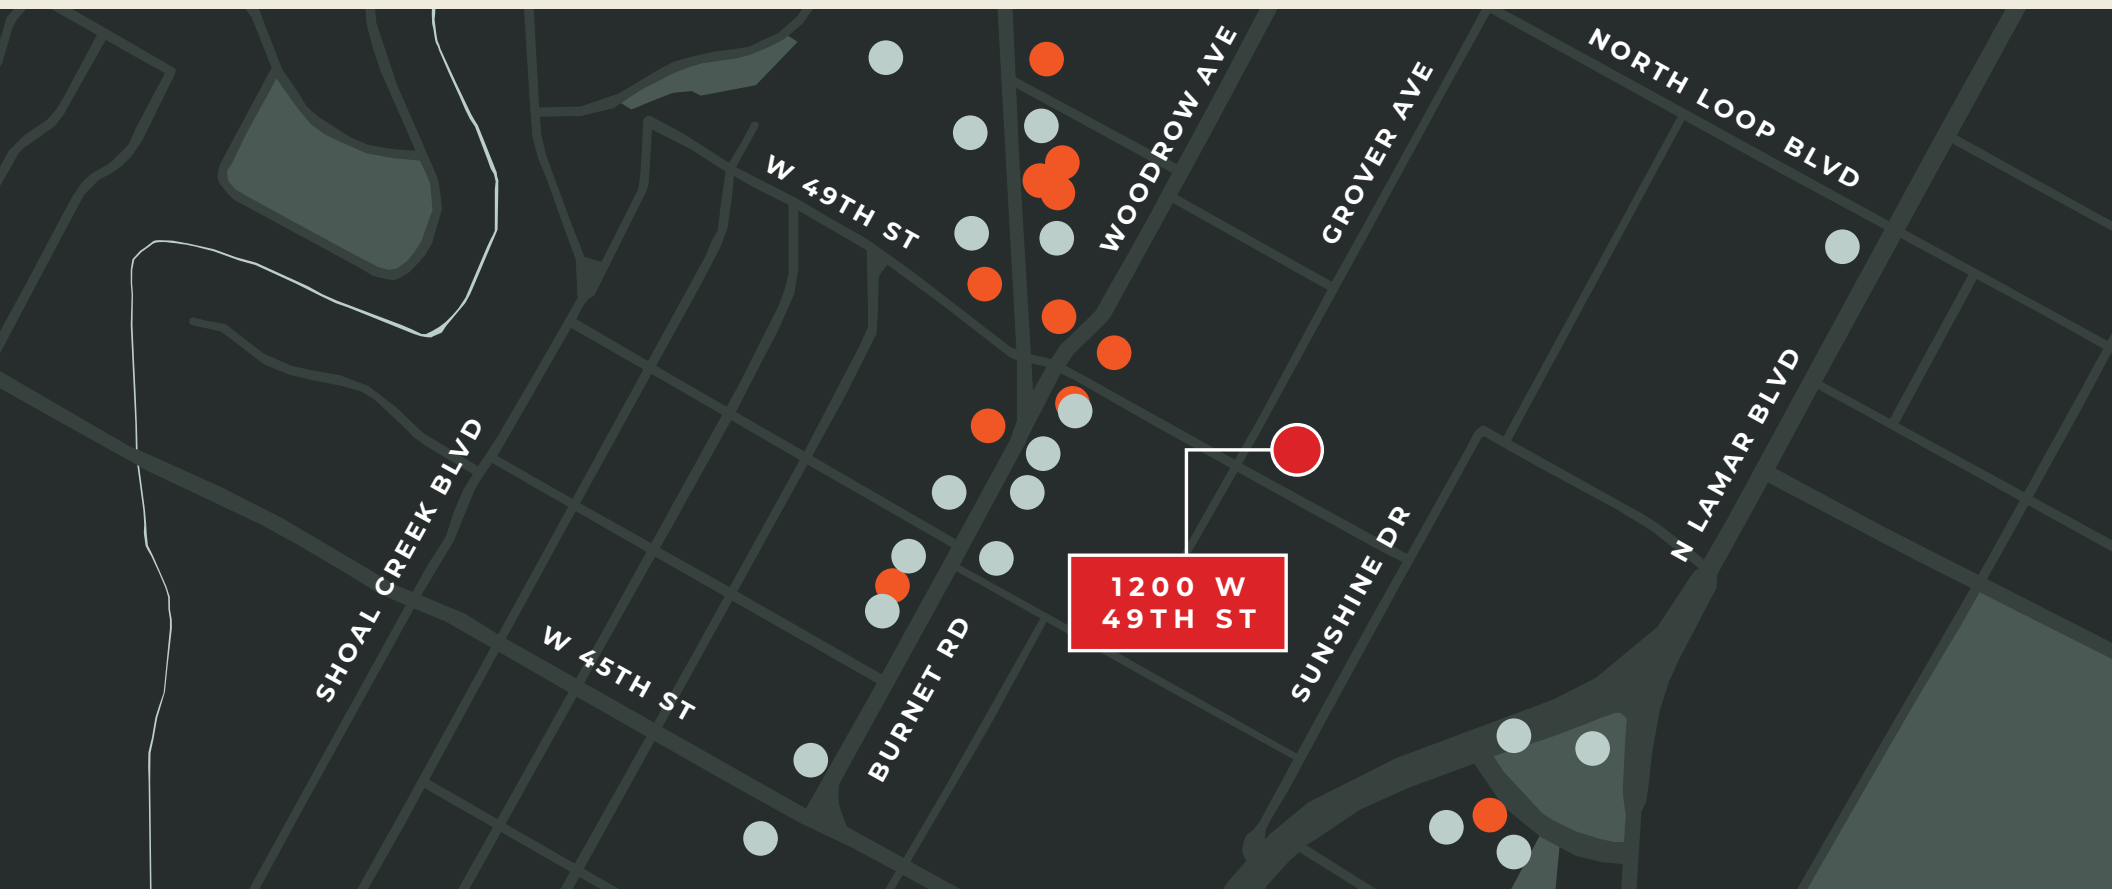 NORTH LOOP BLVD
WOODROW AVE
GROVER AVE
W 49TH ST
N LAMAR BLVD
SHOAL CREEK BLVD
SUNSHINE DR
1200 W
49TH ST
BURNET RD
W 45TH ST